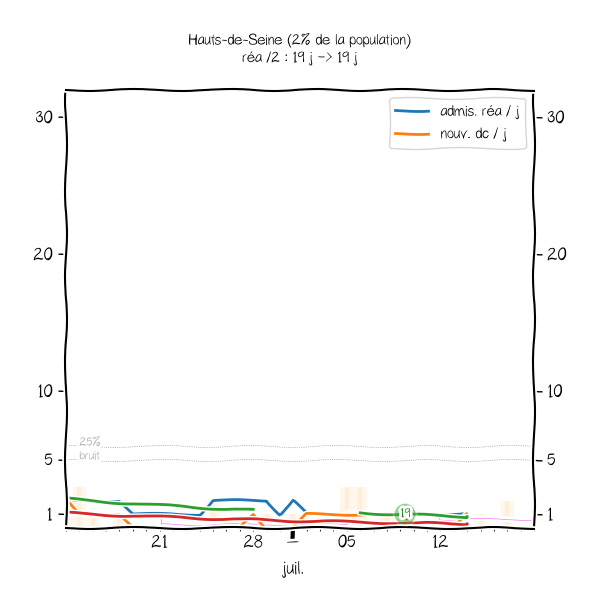 Hauts-de-Seine (2% de la population)
réa /2 : 19 j -> 19 j
admis. réa / j
nouv. dc / j
30
30
20
20
10
10
25%
bruit
5
5
19
1
1
21
28
05
12
juil.